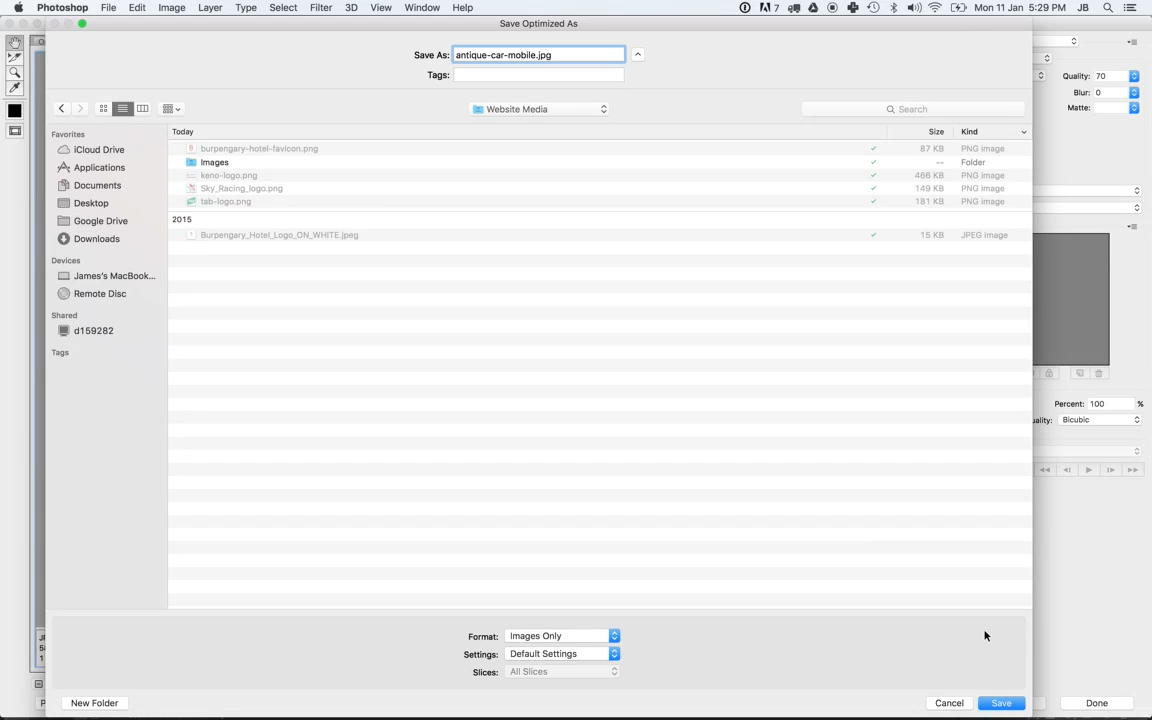 Photoshop File Edit Image Layer Type Select Filter 3D View Window Help 7 Mon 11 Jan 5:29 PM JB
Save Optimized As
Save As: antique-car-mobile.jpg
Tags:
Quality: 70
Blur: 0
Matte:
Website Media
Search
Favorites
iCloud Drive
Applications
Documents
Desktop
Google Drive
Downloads
Devices
James's MacBook...
Remote Disc
Shared
d159282
Tags
Today Size Kind
burpengary-hotel-favicon.png 87 KB PNG image
Images -- Folder
keno-logo.png 466 KB PNG image
Sky_Racing_logo.png 149 KB PNG image
tab-logo.png 181 KB PNG image
2015
Burpengary_Hotel_Logo_ON_WHITE.jpeg 15 KB JPEG image
Percent: 100 %
uality: Bicubic
Format: Images Only
Settings: Default Settings
Slices: All Slices
New Folder Cancel Save Done